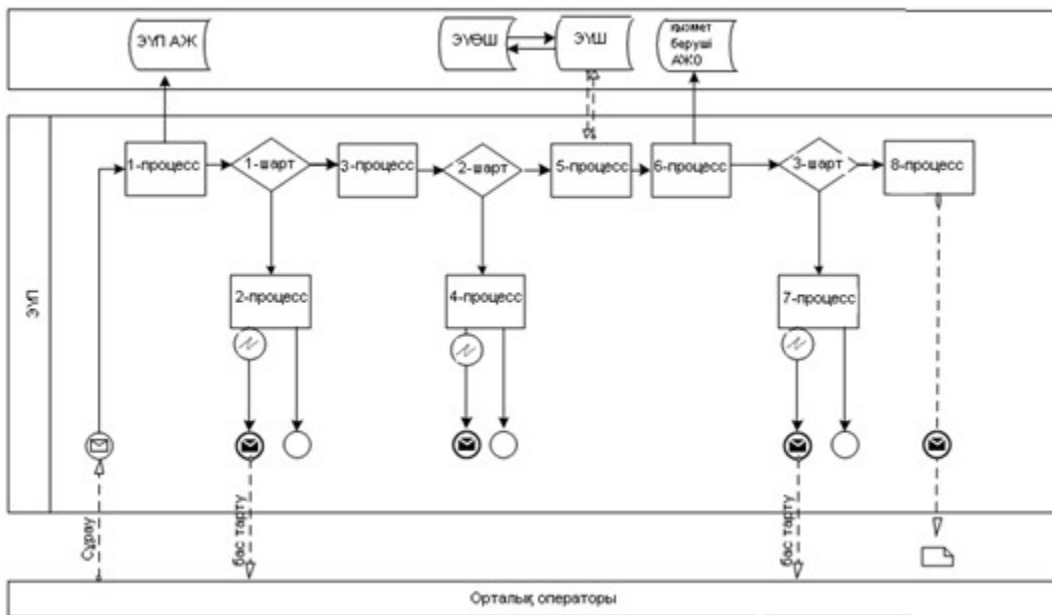 ЭҮП АЖ
ЭҮӨШ
ЭҮШ
қызмет
беруші
АЖО
1-процесс
1-шарт
3-процесс
2-шарт
5-процесс
6-процесс
3-шарт
8-процесс
2-процесс
4-процесс
7-процесс
ЭҮП
Сұрау
бас тарту
бас тарту
Орталық операторы